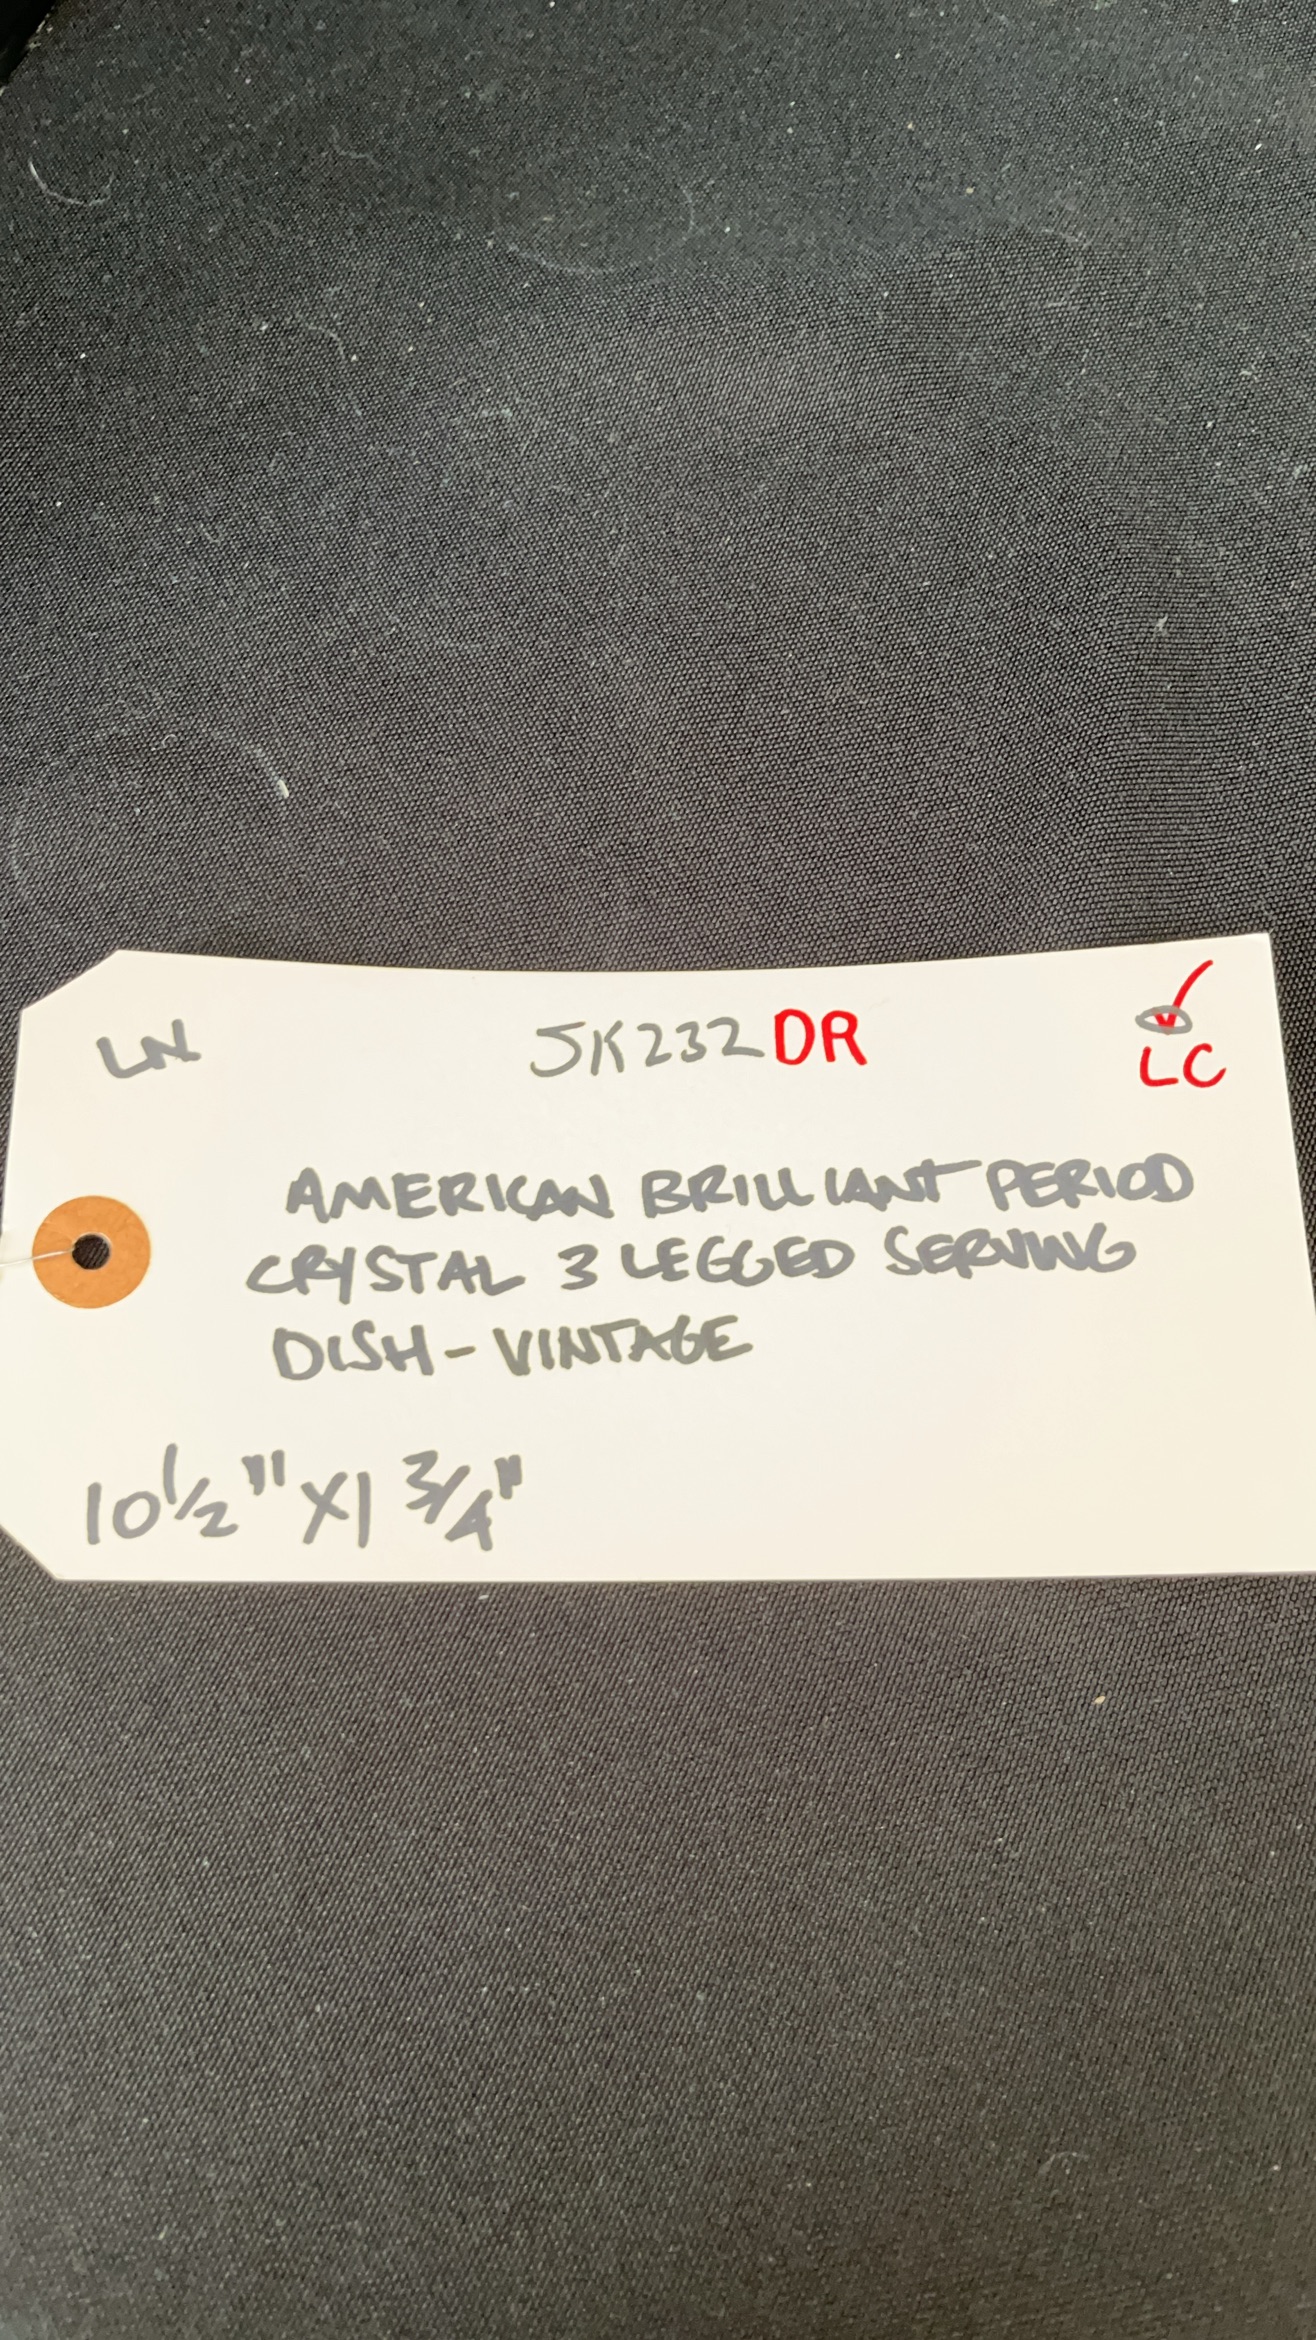 LN JK232DR ✓
LC
AMERICAN BRILLIANT PERIOD
CRYSTAL 3 LEGGED SERVING
DISH - VINTAGE
10 1/2" X 1 3/4"